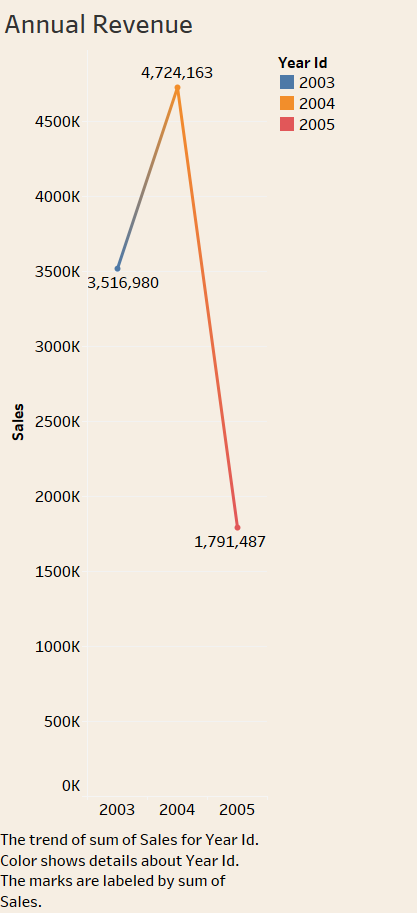 Annual Revenue
Year Id
2003
2004
2005
4,724,163
3,516,980
1,791,487
Sales
4500K
4000K
3500K
3000K
2500K
2000K
1500K
1000K
500K
0K
2003 2004 2005
The trend of sum of Sales for Year Id.
Color shows details about Year Id.
The marks are labeled by sum of
Sales.